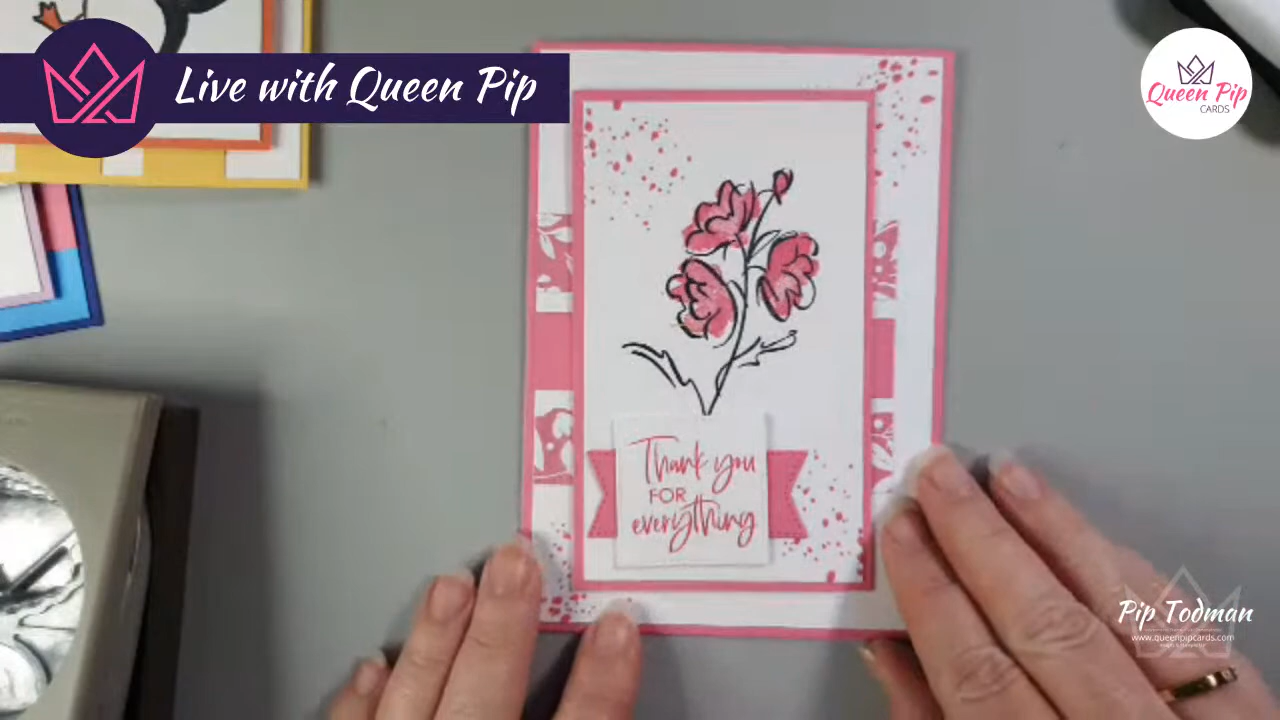 Live with Queen Pip
Queen Pip
CARDS
Thank you
FOR
everything
Pip Todman
www.queenpipcards.com